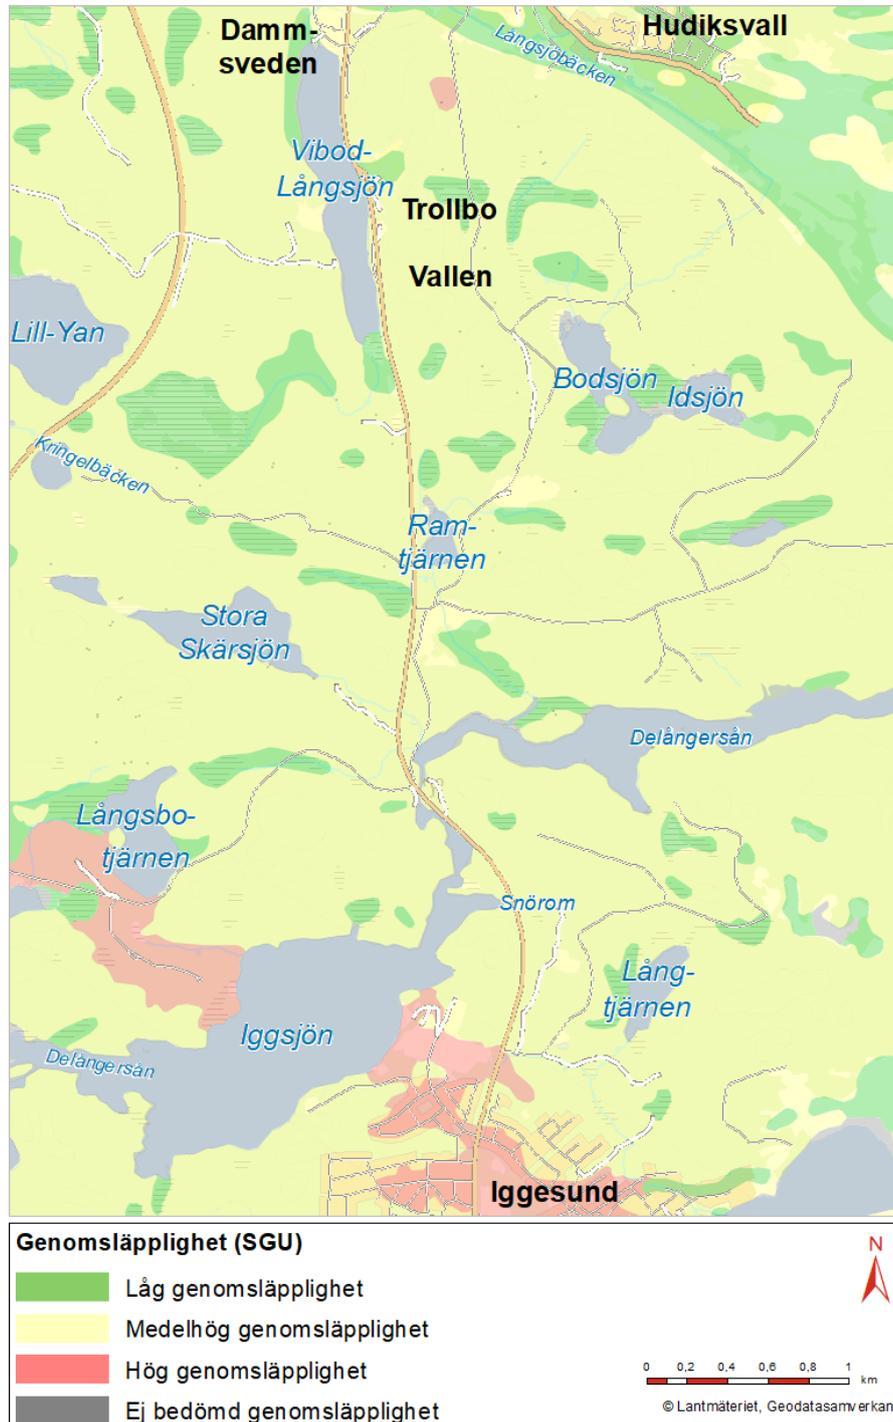 Damm-
sveden
Hudiksvall
Långsjöbäcken
Vibod-
Långsjön
Trollbo
Vallen
Lill-Yan
Bodsjön
Idsjön
Kringelbäcken
Ram-
tjärnen
Stora
Skärsjön
Delångersån
Långsbo-
tjärnen
Snörom
Lång-
tjärnen
Iggsjön
Delångersån
Iggesund
Genomsläpplighet (SGU)
Låg genomsläpplighet
Medelhög genomsläpplighet
Hög genomsläpplighet
Ej bedömd genomsläpplighet
N
0 0,2 0,4 0,6 0,8 1
km
© Lantmäteriet, Geodatasamverkan